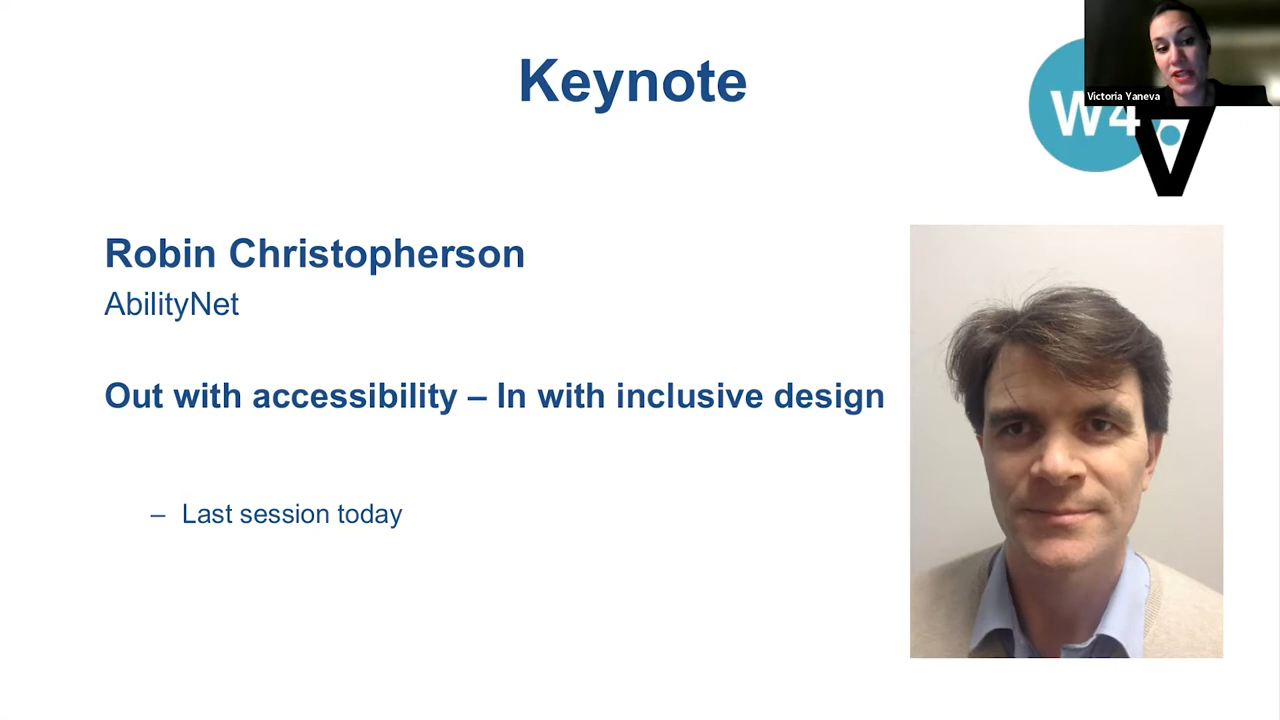 Keynote
Victoria Yaneva
W4
Robin Christopherson
AbilityNet
Out with accessibility – In with inclusive design
– Last session today